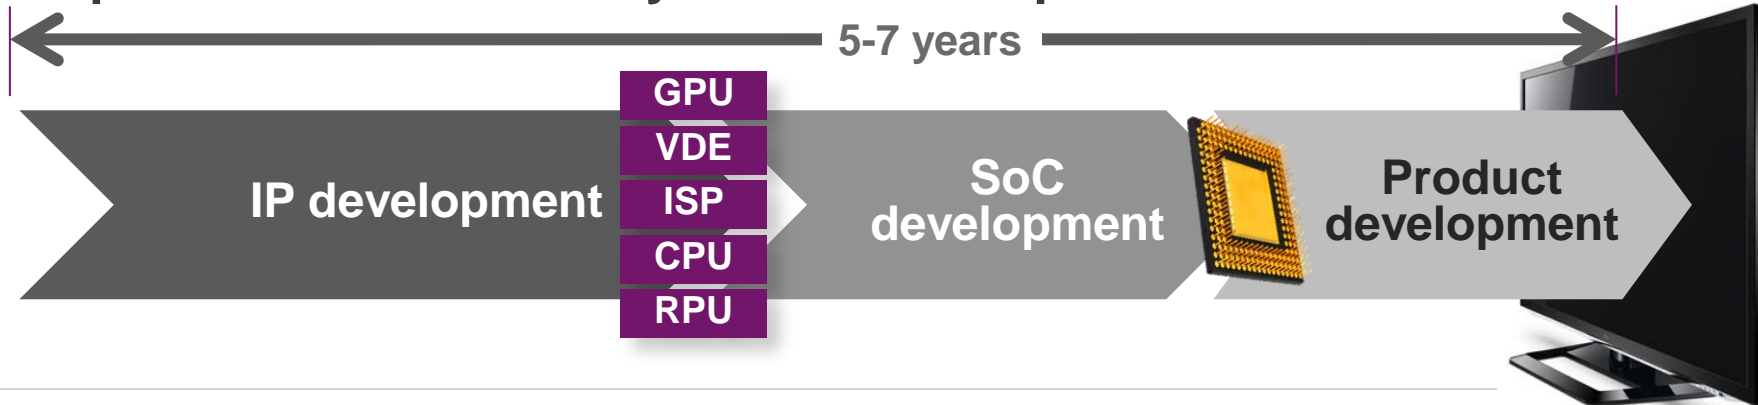 5-7 years
GPU
VDE
ISP
CPU
RPU
IP development
SoC
development
Product
development